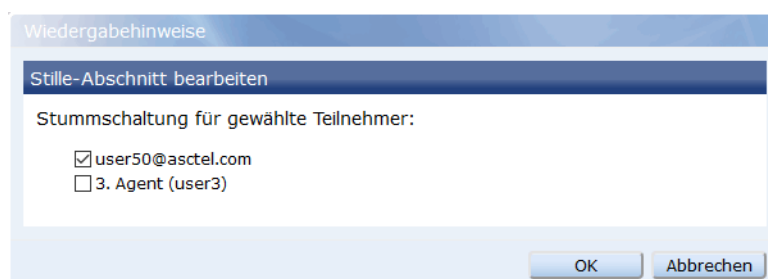 Wiedergabehinweise
Stille-Abschnitt bearbeiten
Stummschaltung für gewählte Teilnehmer:
user50@asctel.com
3. Agent (user3)
OK Abbrechen